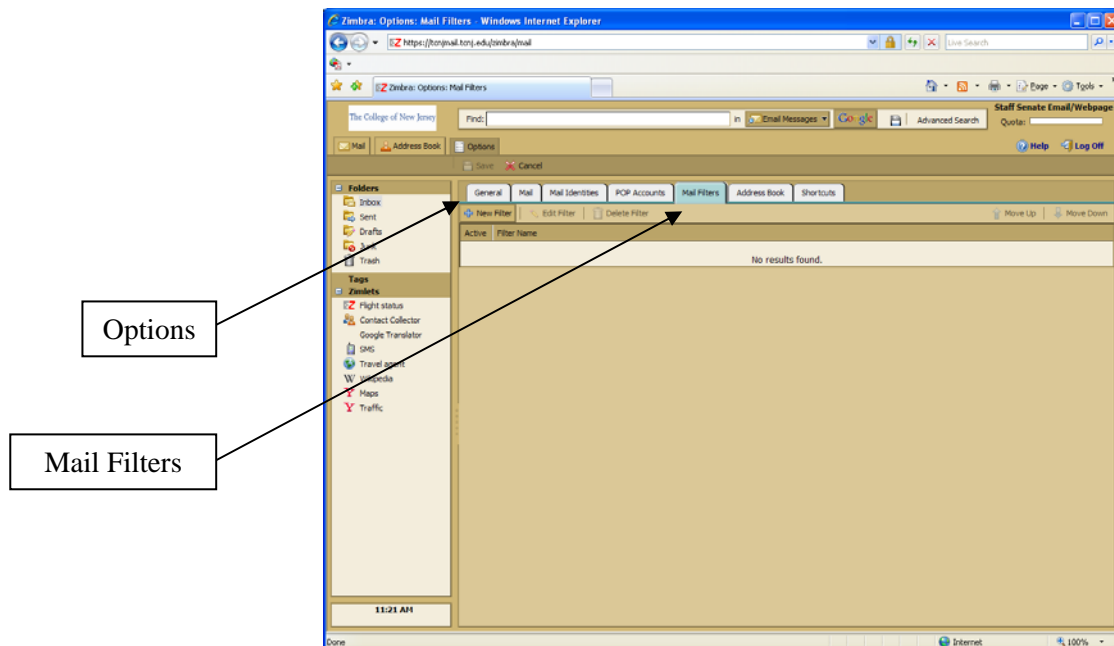 Zimbra: Options: Mail Filters - Windows Internet Explorer
https://tcnjmail.tcnj.edu/zimbra/mail
Live Search
Zimbra: Options: Mail Filters
Page
Tools
The College of New Jersey
Find:
in
Email Messages
Google
Advanced Search
Staff Senate Email/Webpage
Quota:
Mail
Address Book
Options
Help
Log Off
Save
Cancel
Folders
Inbox
Sent
Drafts
Junk
Trash
Tags
Zimlets
Flight status
Contact Collector
Google Translator
SMS
Travel agent
Wikipedia
Maps
Traffic
General
Mail
Mail Identities
POP Accounts
Mail Filters
Address Book
Shortcuts
New Filter
Edit Filter
Delete Filter
Move Up
Move Down
Active
Filter Name
No results found.
Options
Mail Filters
11:21 AM
Done
Internet
100%